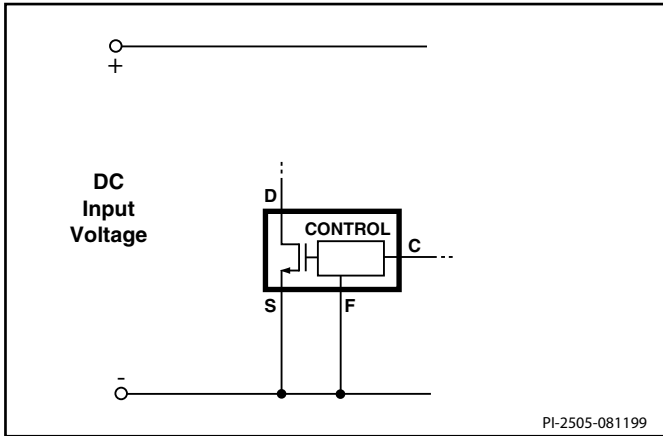 +
DC
Input
Voltage
D
CONTROL
C
S
F
-
PI-2505-081199